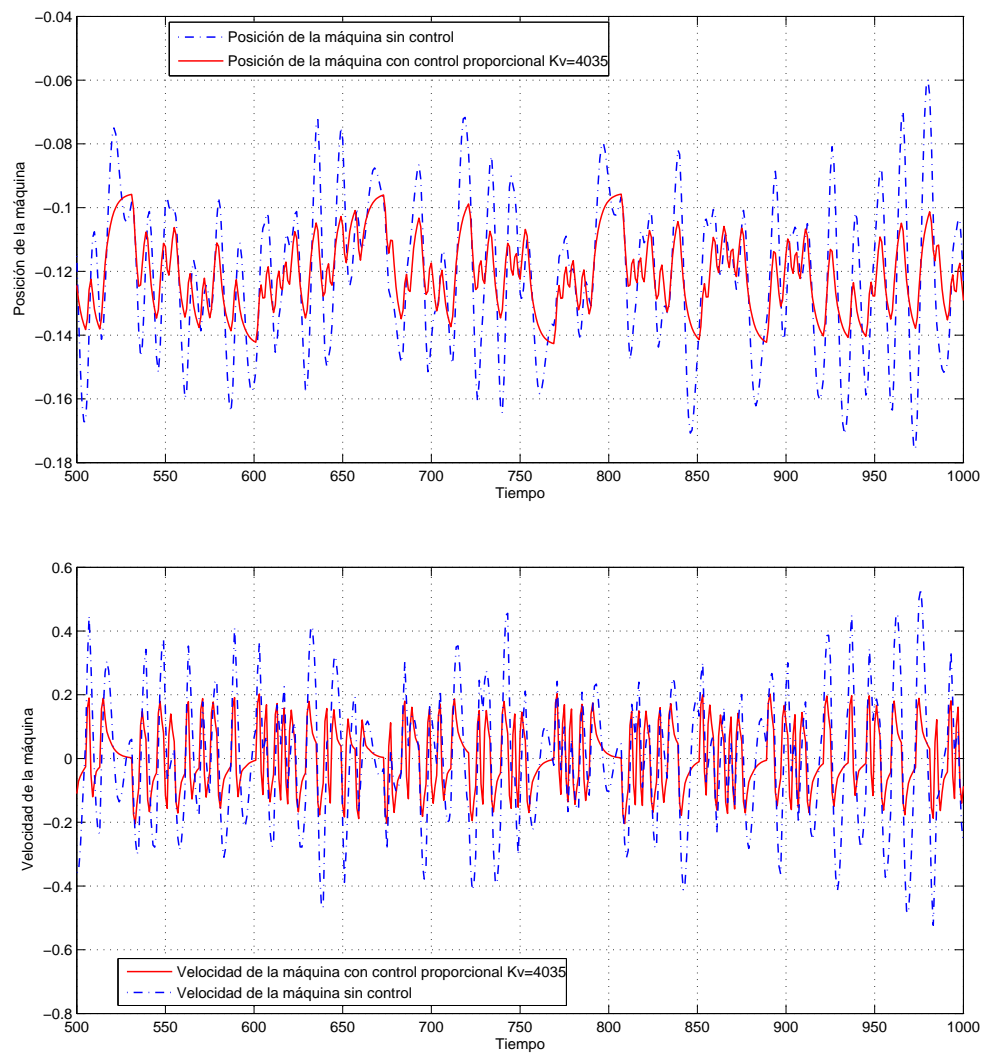 −0.04
−0.06
−0.08
−0.1
−0.12
−0.14
−0.16
−0.18
Posición de la máquina
Posición de la máquina sin control
Posición de la máquina con control proporcional Kv=4035
500 550 600 650 700 750 800 850 900 950 1000
Tiempo
0.6
0.4
0.2
0
−0.2
−0.4
−0.6
−0.8
Velocidad de la máquina
Velocidad de la máquina con control proporcional Kv=4035
Velocidad de la máquina sin control
500 550 600 650 700 750 800 850 900 950 1000
Tiempo